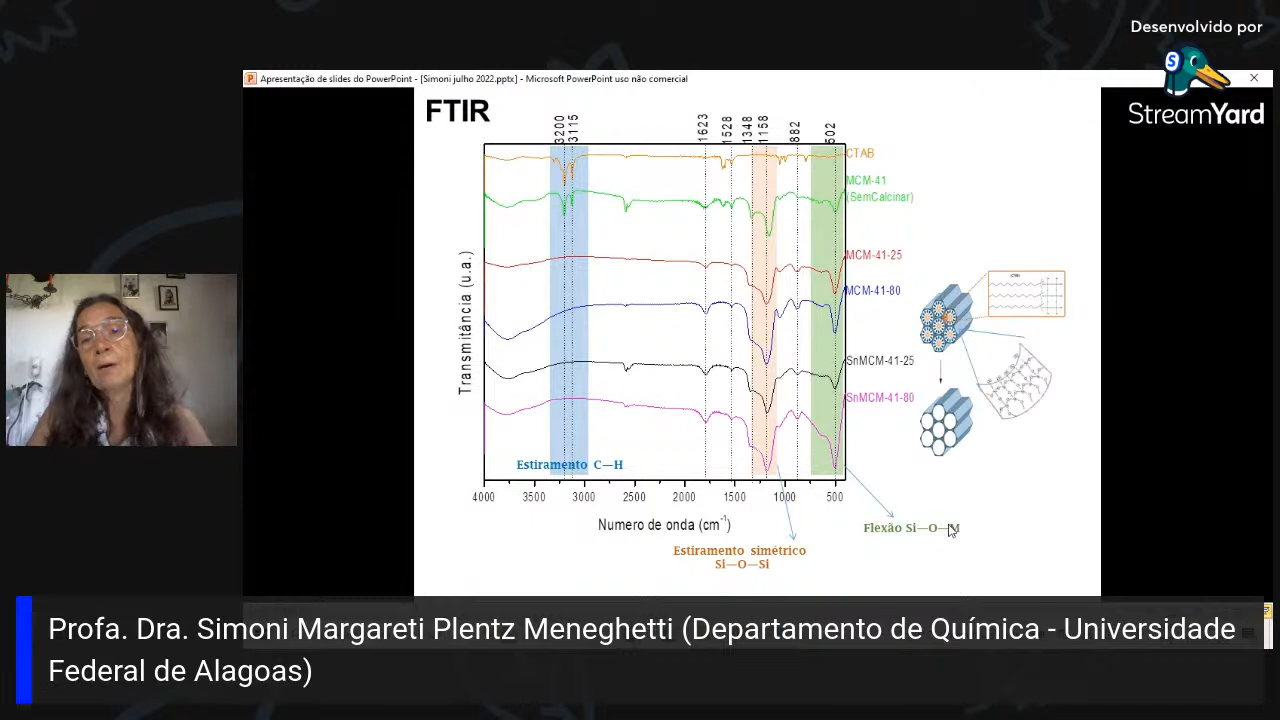 Desenvolvido por
StreamYard
Apresentação de slides do PowerPoint - [Simoni julho 2022.pptx] - Microsoft PowerPoint uso não comercial
FTIR
3200
3115
1623
1528
1348
1158
882
502
CTAB
MCM-41
(SemCalcinar)
MCM-41-25
MCM-41-80
SnMCM-41-25
SnMCM-41-80
Transmitância (u.a.)
Estiramento C—H
4000 3500 3000 2500 2000 1500 1000 500
Numero de onda (cm-1)
Flexão Si—O—M
Estiramento simétrico
Si—O—Si
Profa. Dra. Simoni Margareti Plentz Meneghetti (Departamento de Química - Universidade
Federal de Alagoas)